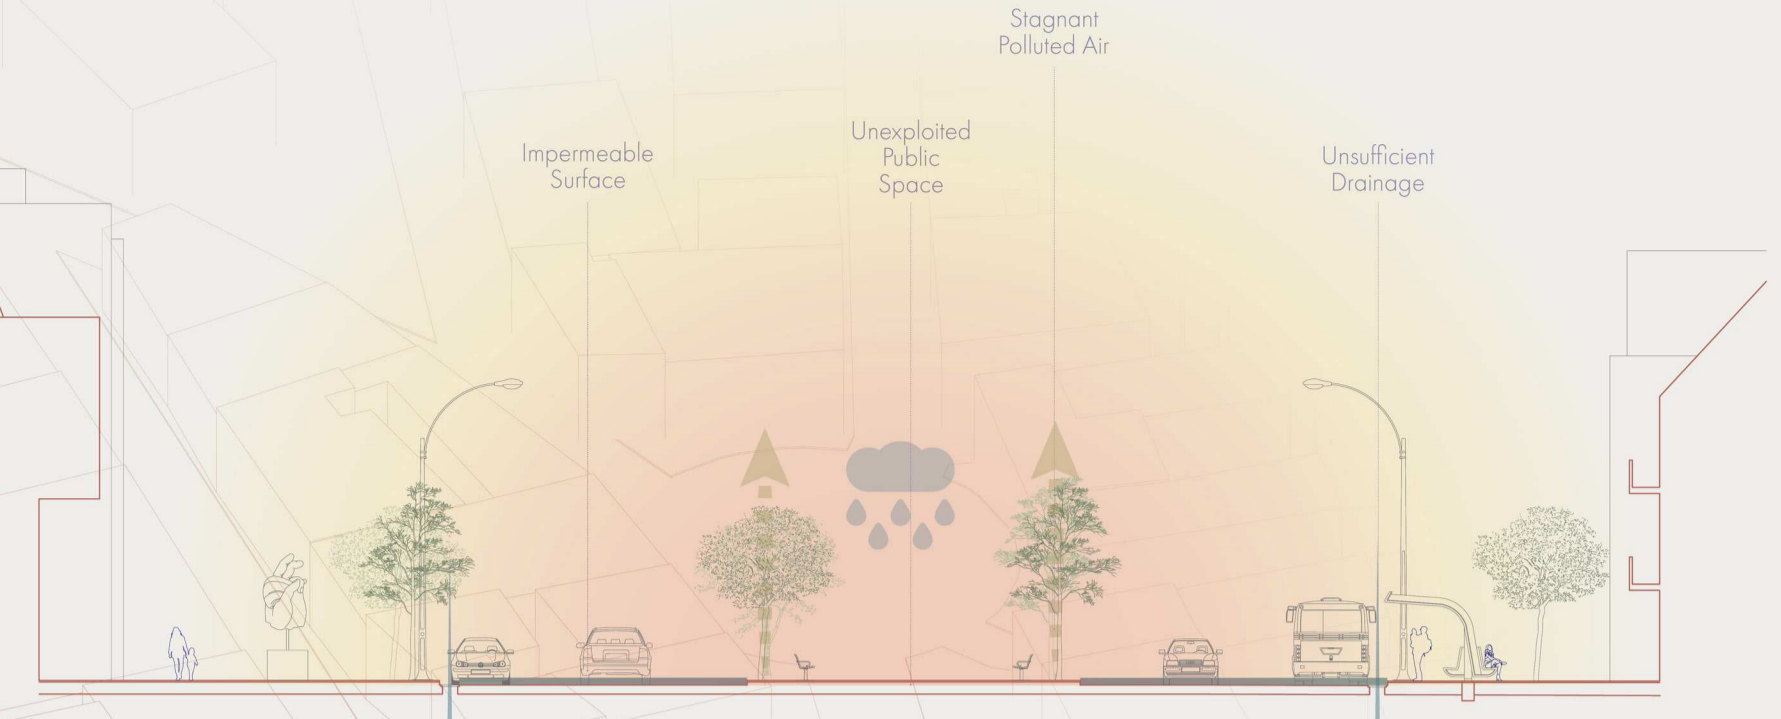 Stagnant
Polluted Air
Impermeable
Surface
Unexploited
Public
Space
Unsufficient
Drainage